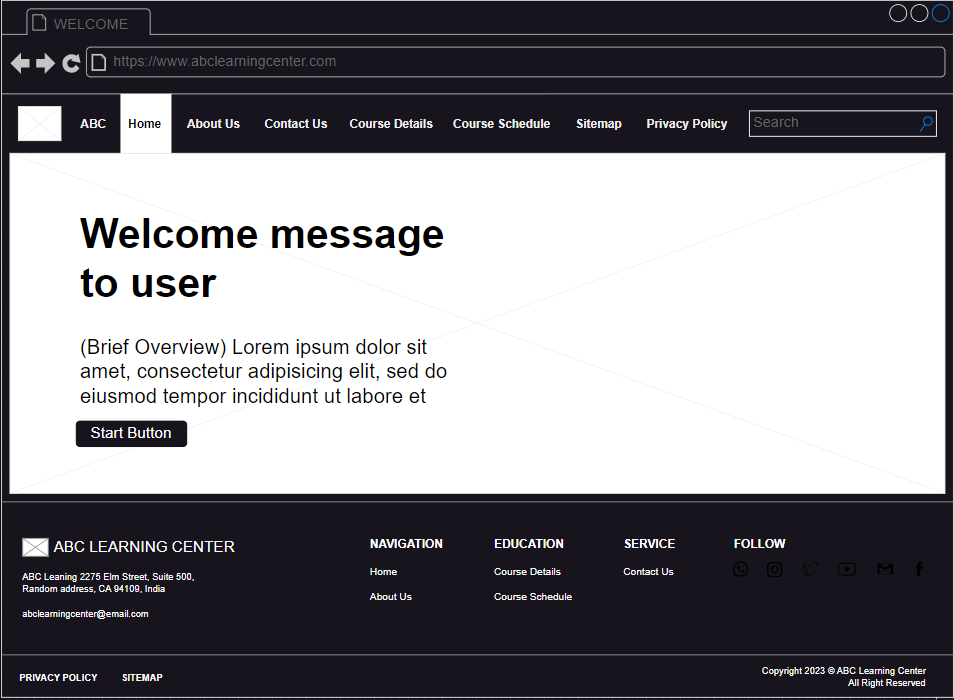 WELCOME
https://www.abclearningcenter.com
ABC Home About Us Contact Us Course Details Course Schedule Sitemap Privacy Policy Search
Welcome message
to user
(Brief Overview) Lorem ipsum dolor sit
amet, consectetur adipisicing elit, sed do
eiusmod tempor incididunt ut labore et
Start Button
ABC LEARNING CENTER
ABC Leaning 2275 Elm Street, Suite 500,
Random address, CA 94109, India
abclearningcenter@email.com
NAVIGATION
Home
About Us
EDUCATION
Course Details
Course Schedule
SERVICE
Contact Us
FOLLOW
PRIVACY POLICY SITEMAP
Copyright 2023 © ABC Learning Center
All Right Reserved